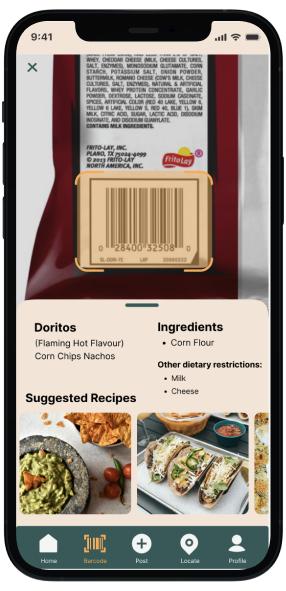 9:41
WHEY, CHEDDAR CHEESE (MILK, CHEESE CULTURES,
SALT, ENZYMES), MONOSODIUM GLUTAMATE, CORN
STARCH, POTASSIUM SALT, ONION POWDER,
BUTTERMILK, ROMANO CHEESE (COW'S MILK, CHEESE
CULTURES, SALT, ENZYMES), NATURAL & ARTIFICIAL
FLAVORS, WHEY PROTEIN CONCENTRATE, GARLIC
POWDER, DEXTROSE, LACTOSE, SODIUM CASEINATE,
SPICES, ARTIFICIAL COLOR (RED 40 LAKE, YELLOW 6,
YELLOW 6 LAKE, YELLOW 5, RED 40, BLUE 1), SKIM
MILK, CITRIC ACID, SUGAR, LACTIC ACID, DISODIUM
INOSINATE, AND DISODIUM GUANYLATE.
CONTAINS MILK INGREDIENTS.
FRITO-LAY, INC.
PLANO, TX 75024-4099
© 2013 FRITO-LAY
NORTH AMERICA, INC.
Frito Lay ®
0 28400 32508 0
Doritos
(Flaming Hot Flavour)
Corn Chips Nachos
Ingredients
• Corn Flour
Other dietary restrictions:
• Milk
• Cheese
Suggested Recipes
Home
Barcode
Post
Locate
Profile